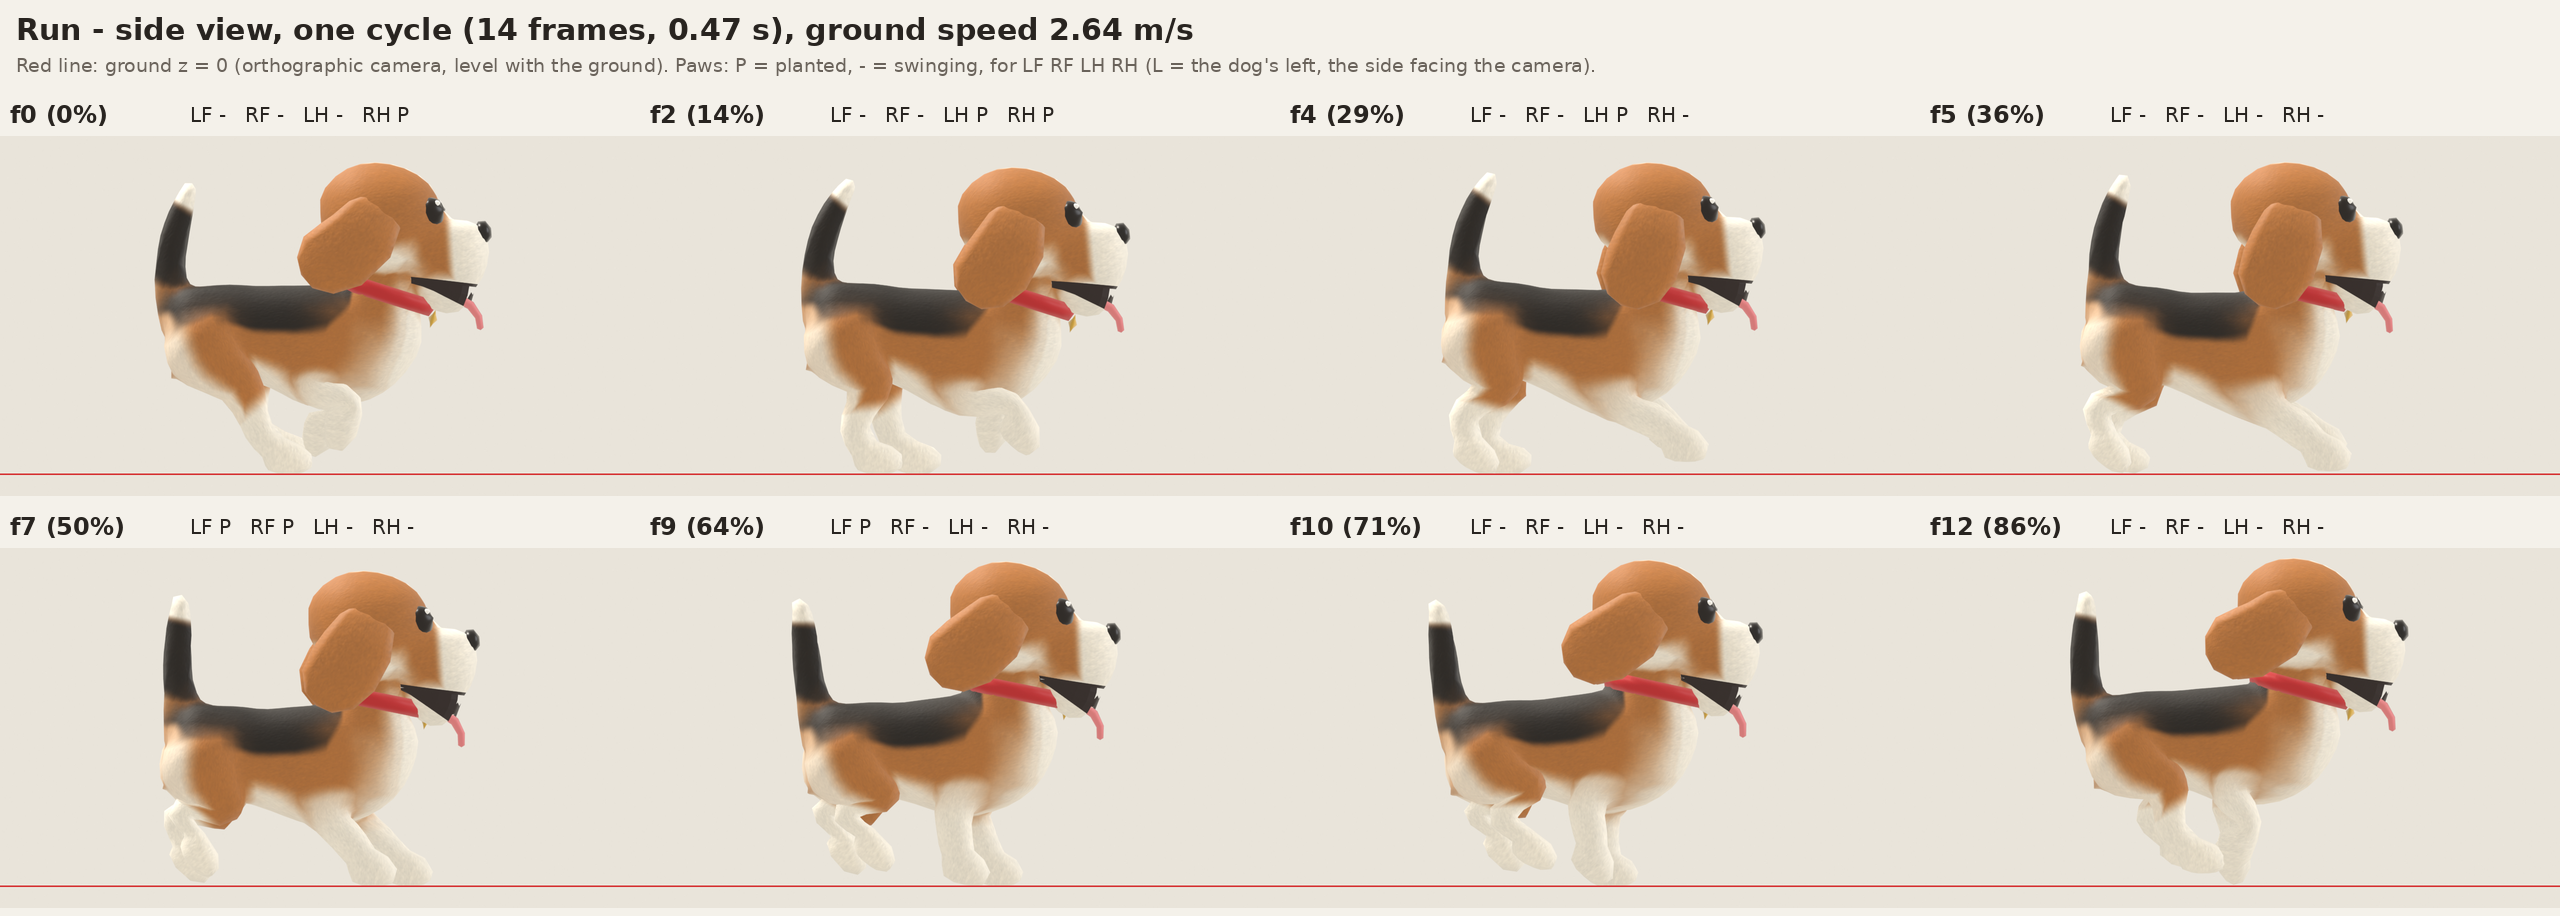 Run - side view, one cycle (14 frames, 0.47 s), ground speed 2.64 m/s
Red line: ground z = 0 (orthographic camera, level with the ground). Paws: P = planted, - = swinging, for LF RF LH RH (L = the dog's left, the side facing the camera).
f0 (0%) LF - RF - LH - RH P
f2 (14%) LF - RF - LH P RH P
f4 (29%) LF - RF - LH P RH -
f5 (36%) LF - RF - LH - RH -
f7 (50%) LF P RF P LH - RH -
f9 (64%) LF P RF - LH - RH -
f10 (71%) LF - RF - LH - RH -
f12 (86%) LF - RF - LH - RH -